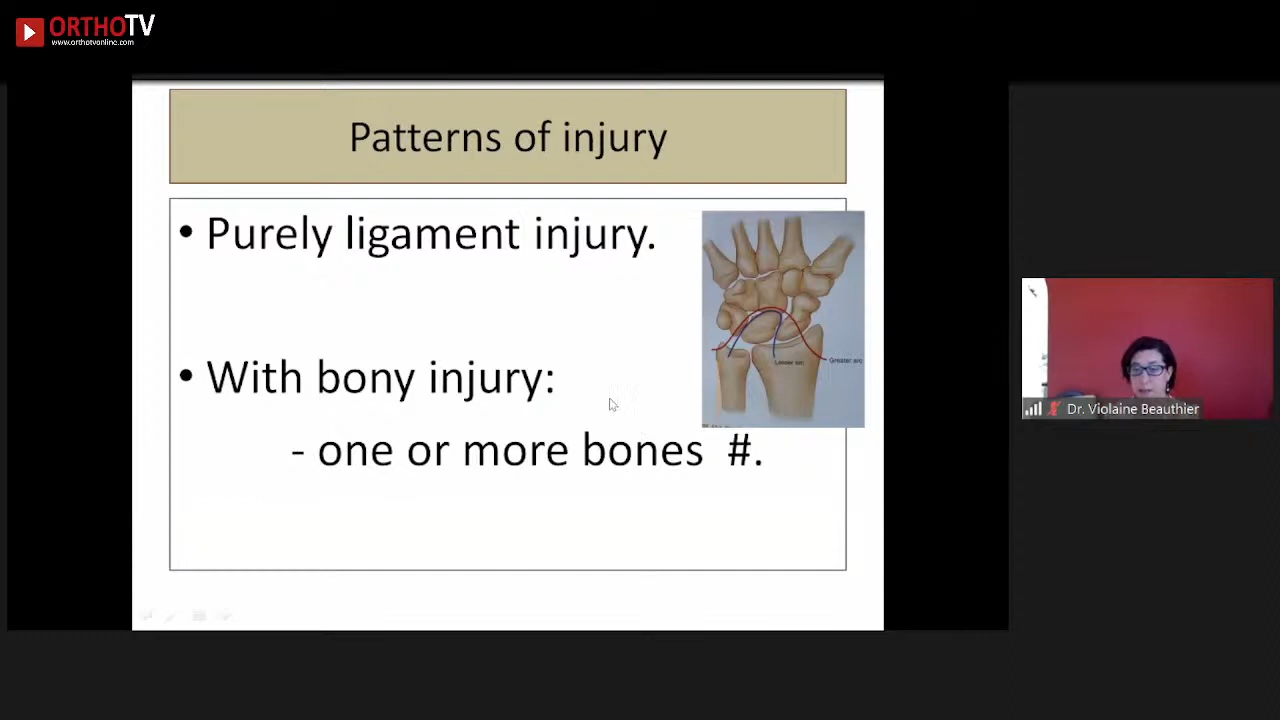 ORTHOTV
www.orthotvonline.com
Patterns of injury
• Purely ligament injury.
Greater arc
Lesser arc
• With bony injury:
- one or more bones #.
Dr. Violaine Beauthier